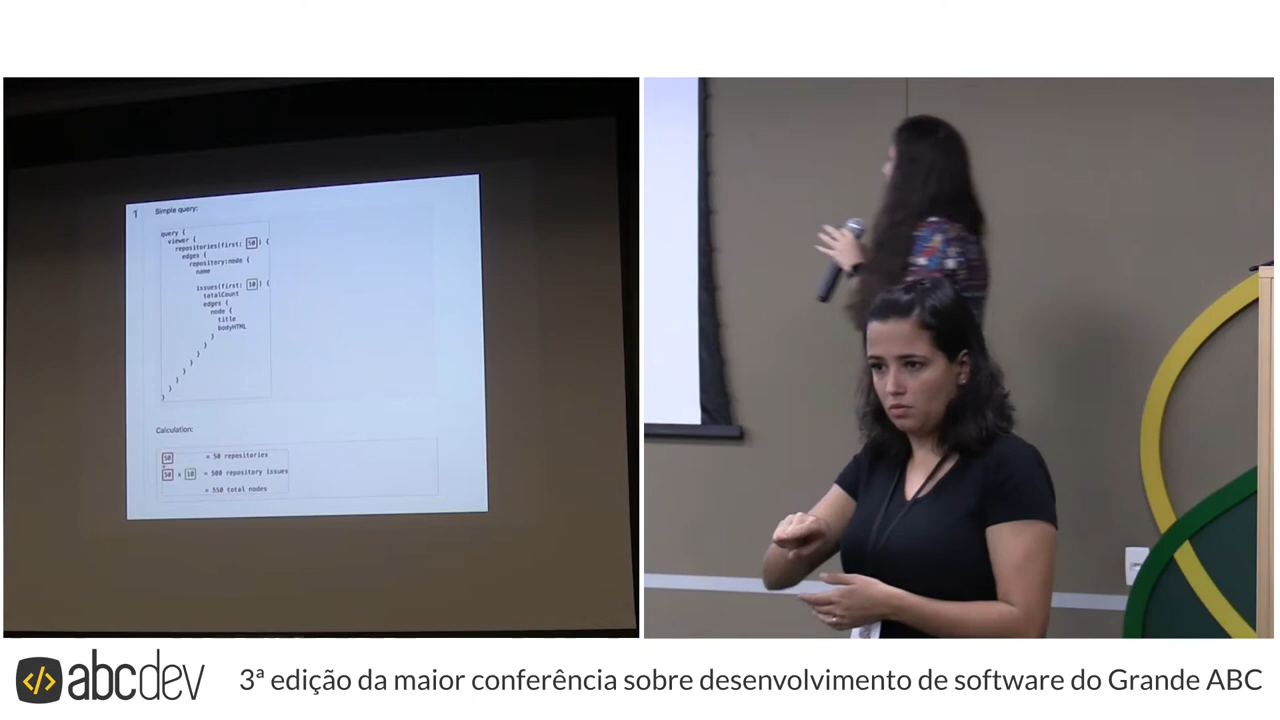 1
Simple query:
query {
viewer {
repositories(first: 50) {
edges {
repository:node {
name
issues(first: 10) {
totalCount
edges {
node {
title
bodyHTML
}
}
}
}
}
}
}
}
Calculation:
50 = 50 repositories
+
50 x 10 = 500 repository issues
= 550 total nodes
</> abcdev
3ª edição da maior conferência sobre desenvolvimento de software do Grande ABC